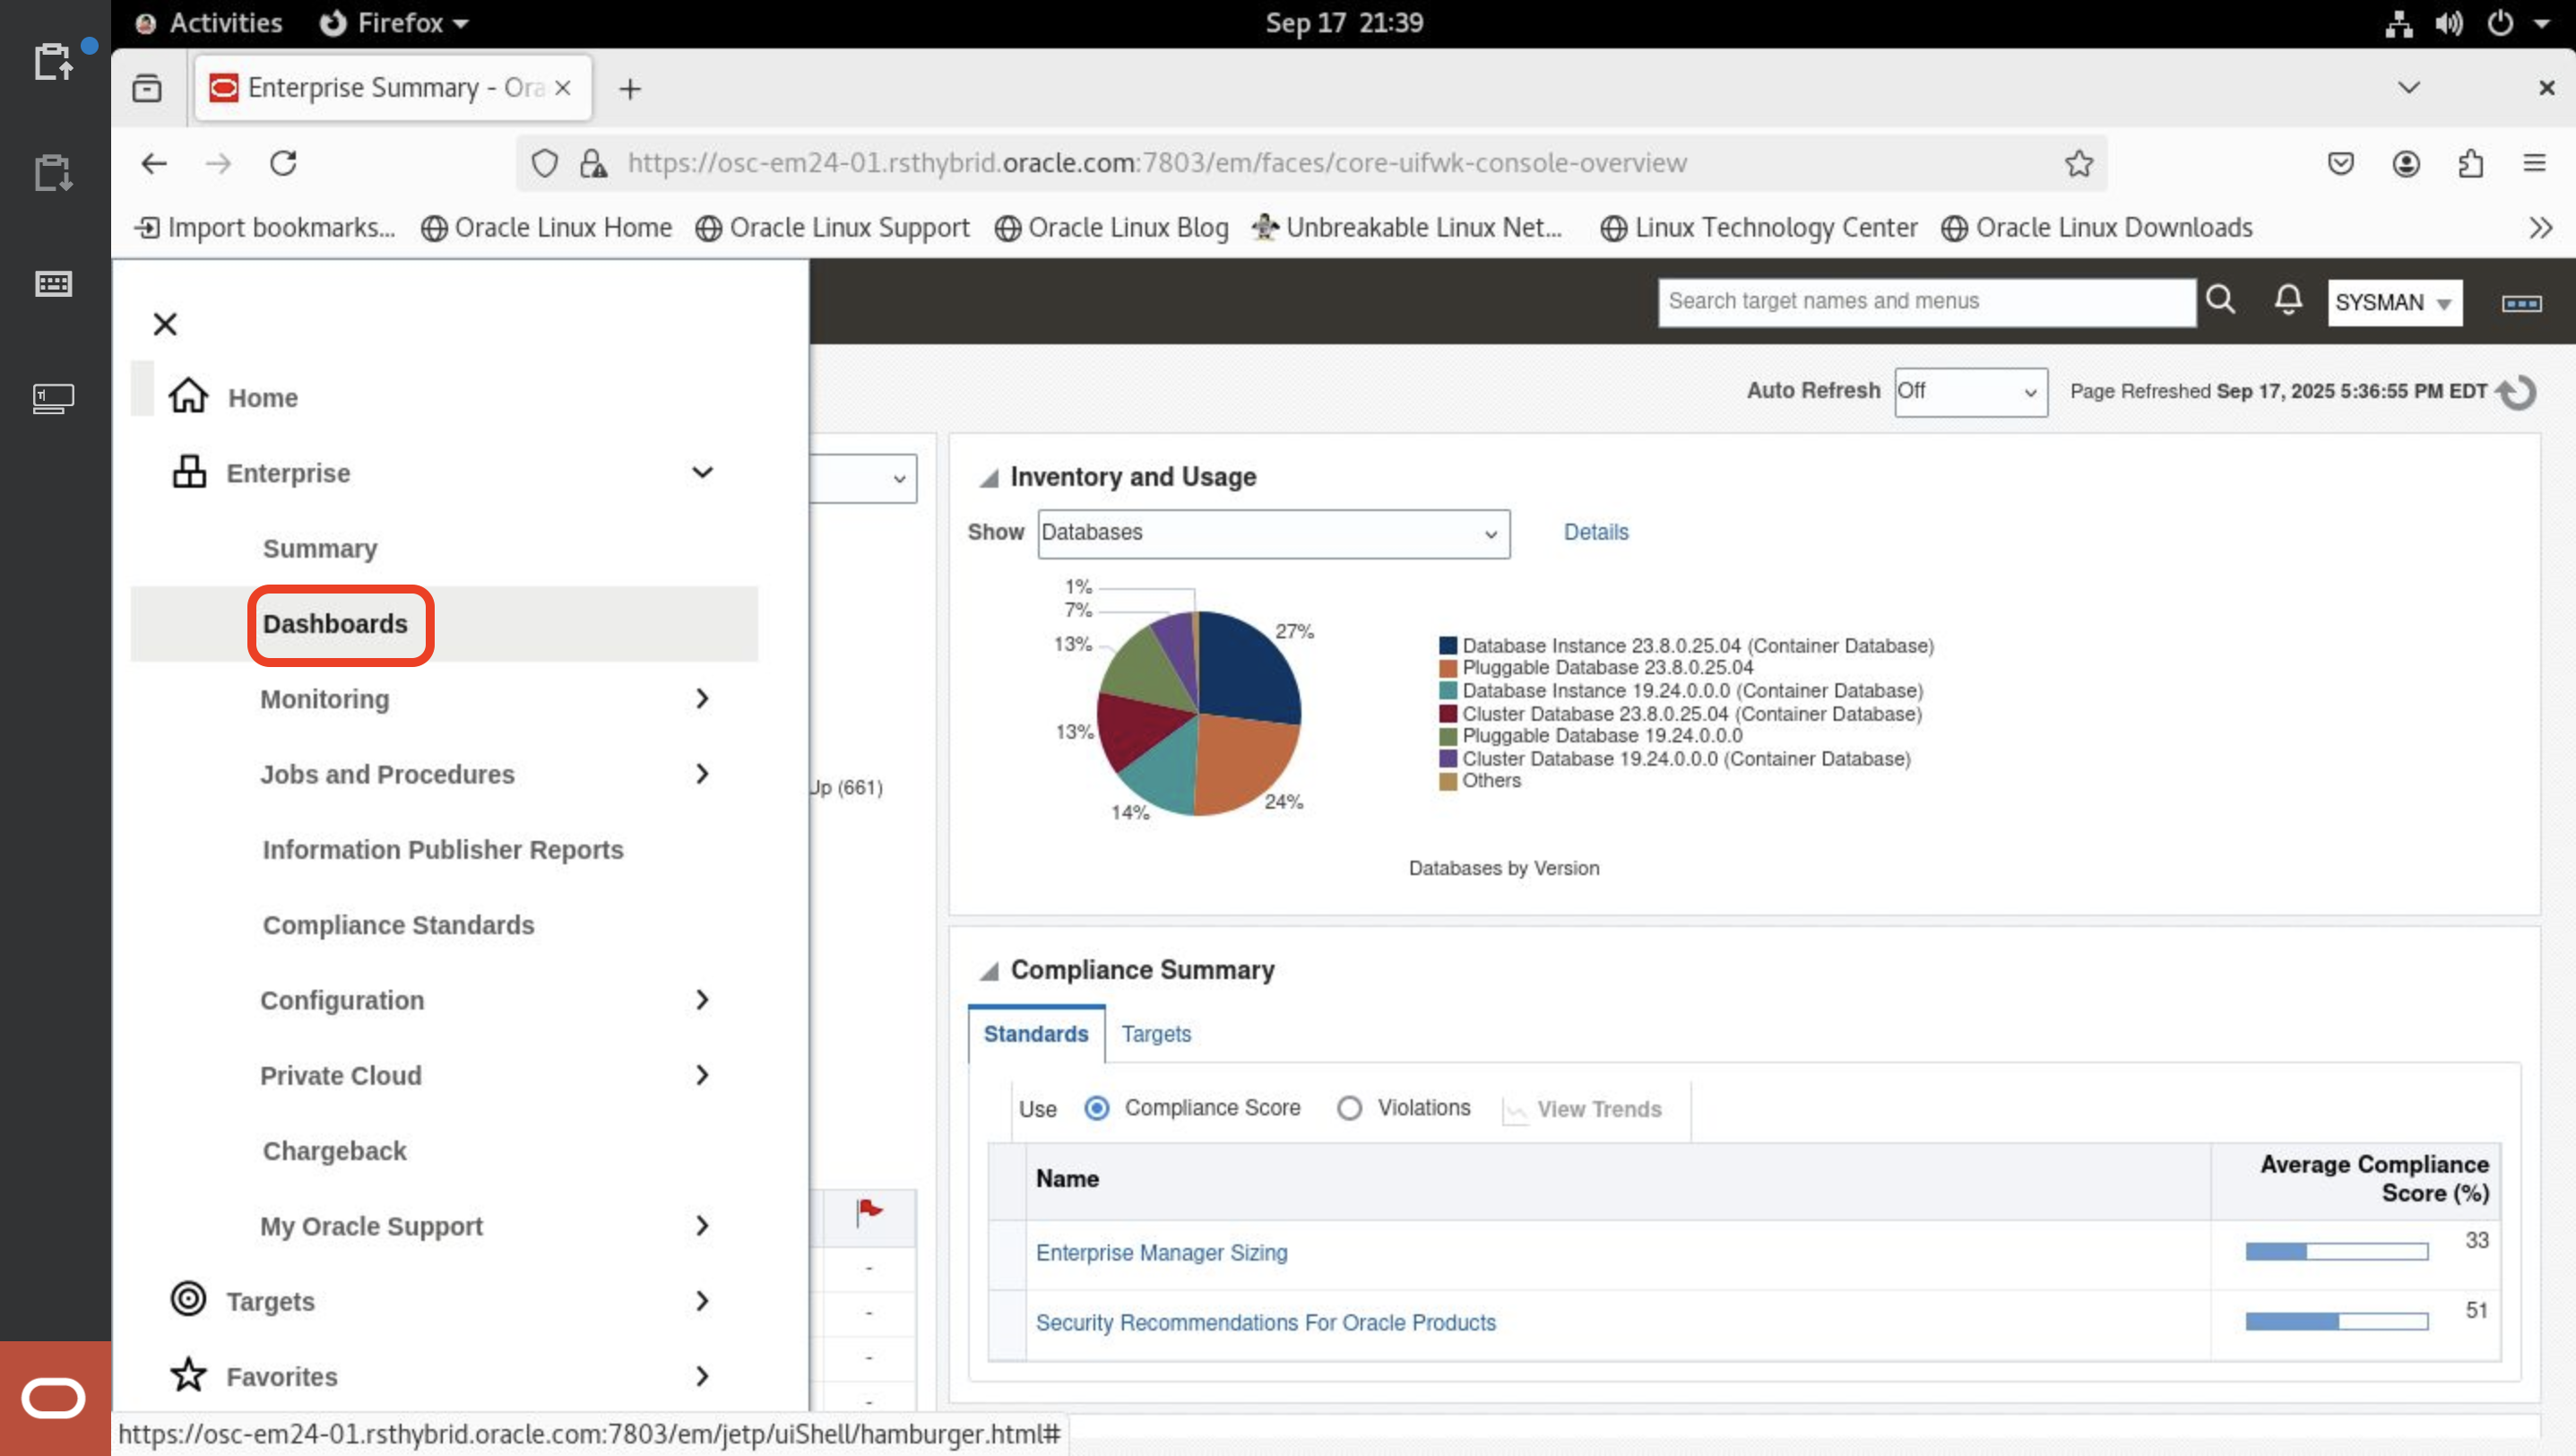 Activities
Firefox
Sep 17 21:39
Enterprise Summary - Ora
https://osc-em24-01.rsthybrid.oracle.com:7803/em/faces/core-uifwk-console-overview
Import bookmarks...
Oracle Linux Home
Oracle Linux Support
Oracle Linux Blog
Unbreakable Linux Net...
Linux Technology Center
Oracle Linux Downloads
Search target names and menus
SYSMAN
Home
Enterprise
Summary
Dashboards
Monitoring
Jobs and Procedures
Information Publisher Reports
Compliance Standards
Configuration
Private Cloud
Chargeback
My Oracle Support
Targets
Favorites
Auto Refresh
Off
Page Refreshed Sep 17, 2025 5:36:55 PM EDT
Up (661)
-
-
-
-
Inventory and Usage
Show
Databases
Details
1%
7%
13%
13%
14%
24%
27%
Database Instance 23.8.0.25.04 (Container Database)
Pluggable Database 23.8.0.25.04
Database Instance 19.24.0.0.0 (Container Database)
Cluster Database 23.8.0.25.04 (Container Database)
Pluggable Database 19.24.0.0.0
Cluster Database 19.24.0.0.0 (Container Database)
Others
Databases by Version
Compliance Summary
Standards
Targets
Use
Compliance Score
Violations
View Trends
Name
Average Compliance
Score (%)
Enterprise Manager Sizing
33
Security Recommendations For Oracle Products
51
https://osc-em24-01.rsthybrid.oracle.com:7803/em/jetp/uiShell/hamburger.html#